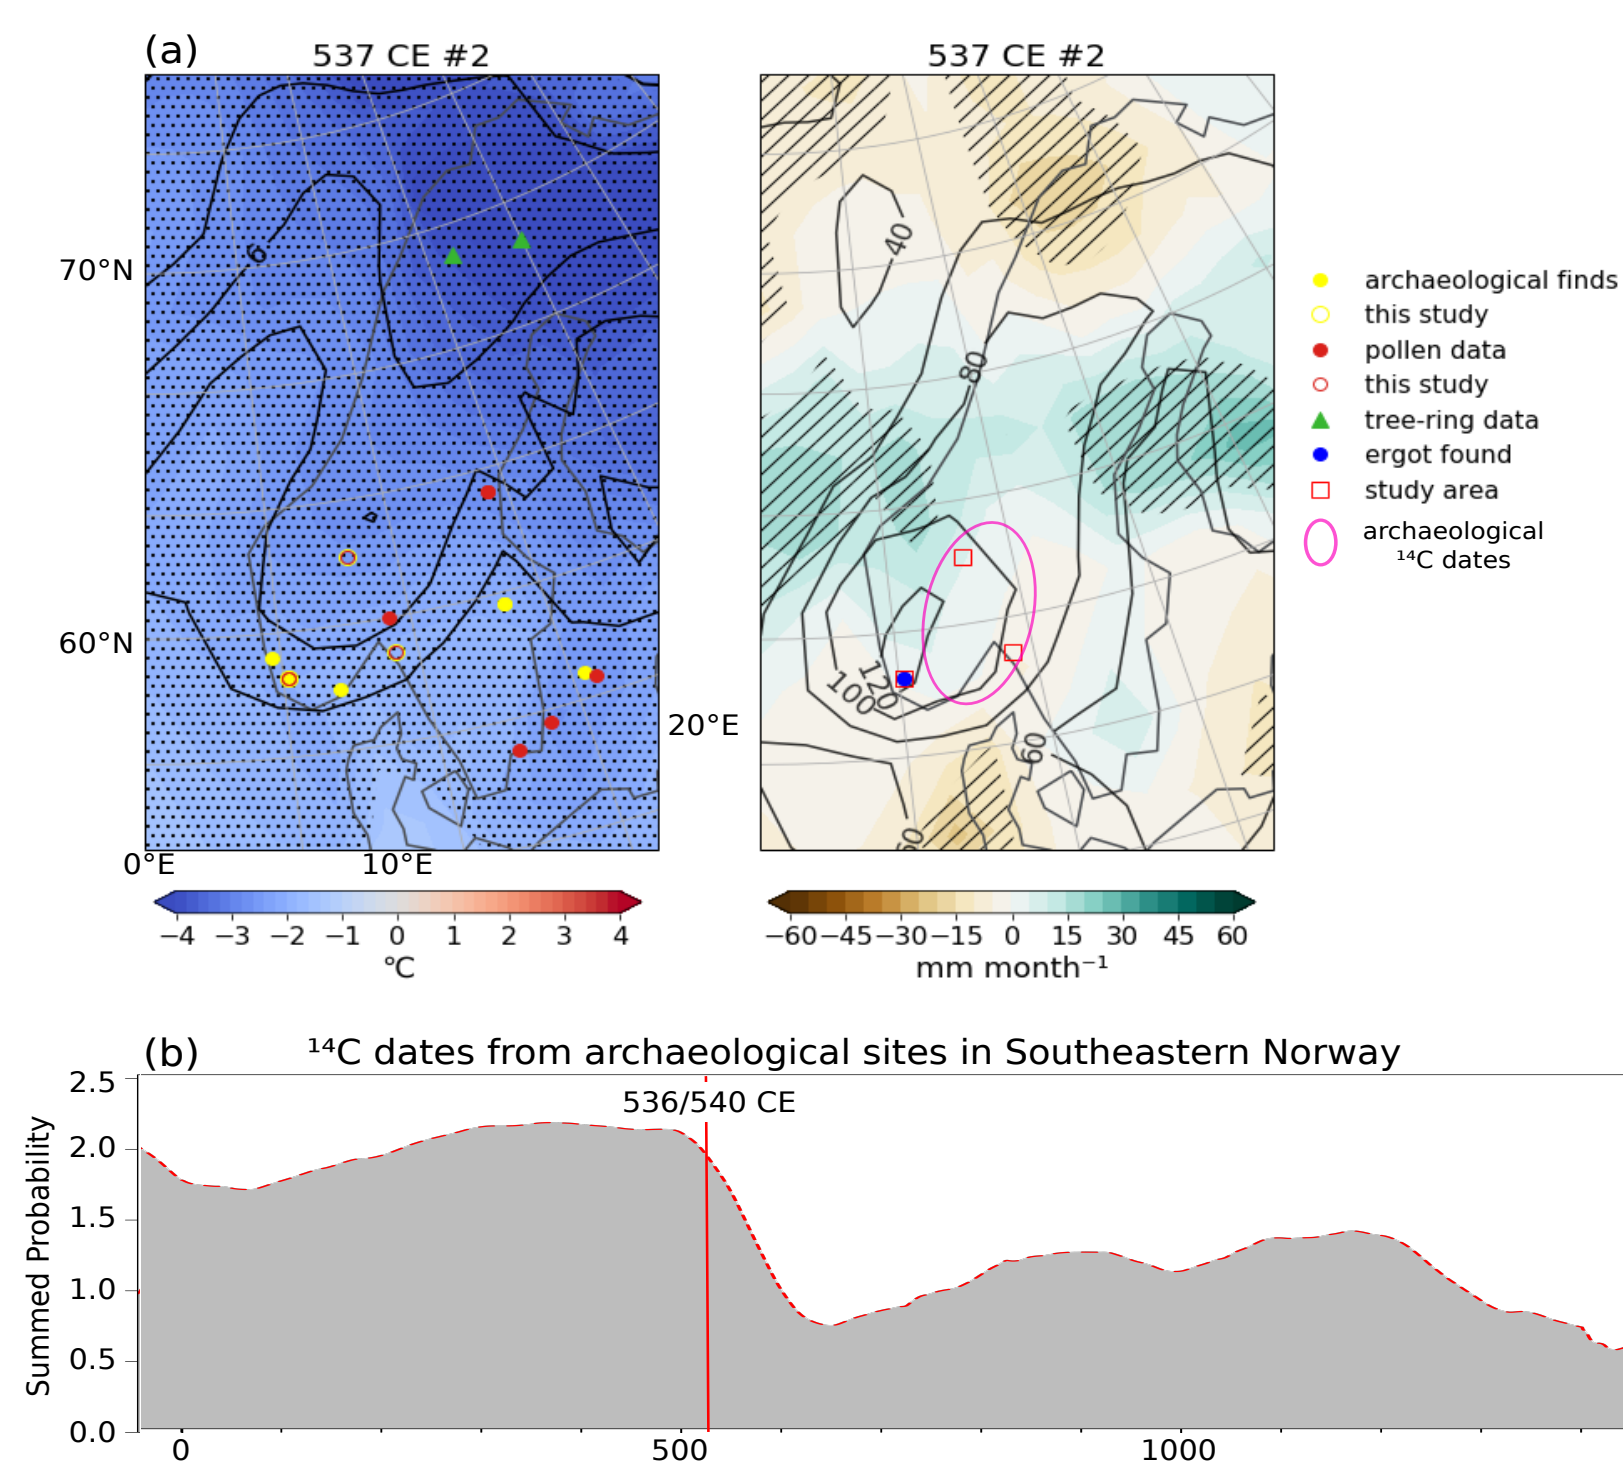 (a)
537 CE #2
537 CE #2
6
40
80
120
100
60
60
70°N
60°N
20°E
0°E
10°E
archaeological finds
this study
pollen data
this study
tree-ring data
ergot found
study area
archaeological
¹⁴C dates
−4 −3 −2 −1 0 1 2 3 4
°C
−60 −45 −30 −15 0 15 30 45 60
mm month⁻¹
(b)
¹⁴C dates from archaeological sites in Southeastern Norway
536/540 CE
Summed Probability
2.5
2.0
1.5
1.0
0.5
0.0
0 500 1000